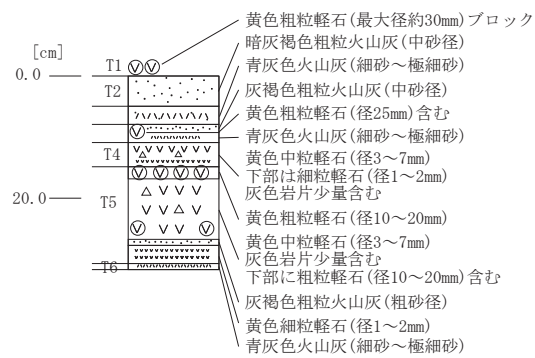 黄色粗粒軽石(最大径約30mm)ブロック
暗灰褐色粗粒火山灰(中砂径)
[cm]
T1
青灰色火山灰(細砂～極細砂)
0.0
T2
灰褐色粗粒火山灰(中砂径)
黄色粗粒軽石(径25mm)含む
青灰色火山灰(細砂～極細砂)
T4
黄色中粒軽石(径3～7mm)
下部は細粒軽石(径1～2mm)
灰色岩片少量含む
20.0
T5
黄色粗粒軽石(径10～20mm)
黄色中粒軽石(径3～7mm)
灰色岩片少量含む
下部に粗粒軽石(径10～20mm)含む
T6
灰褐色粗粒火山灰(粗砂径)
黄色細粒軽石(径1～2mm)
青灰色火山灰(細砂～極細砂)